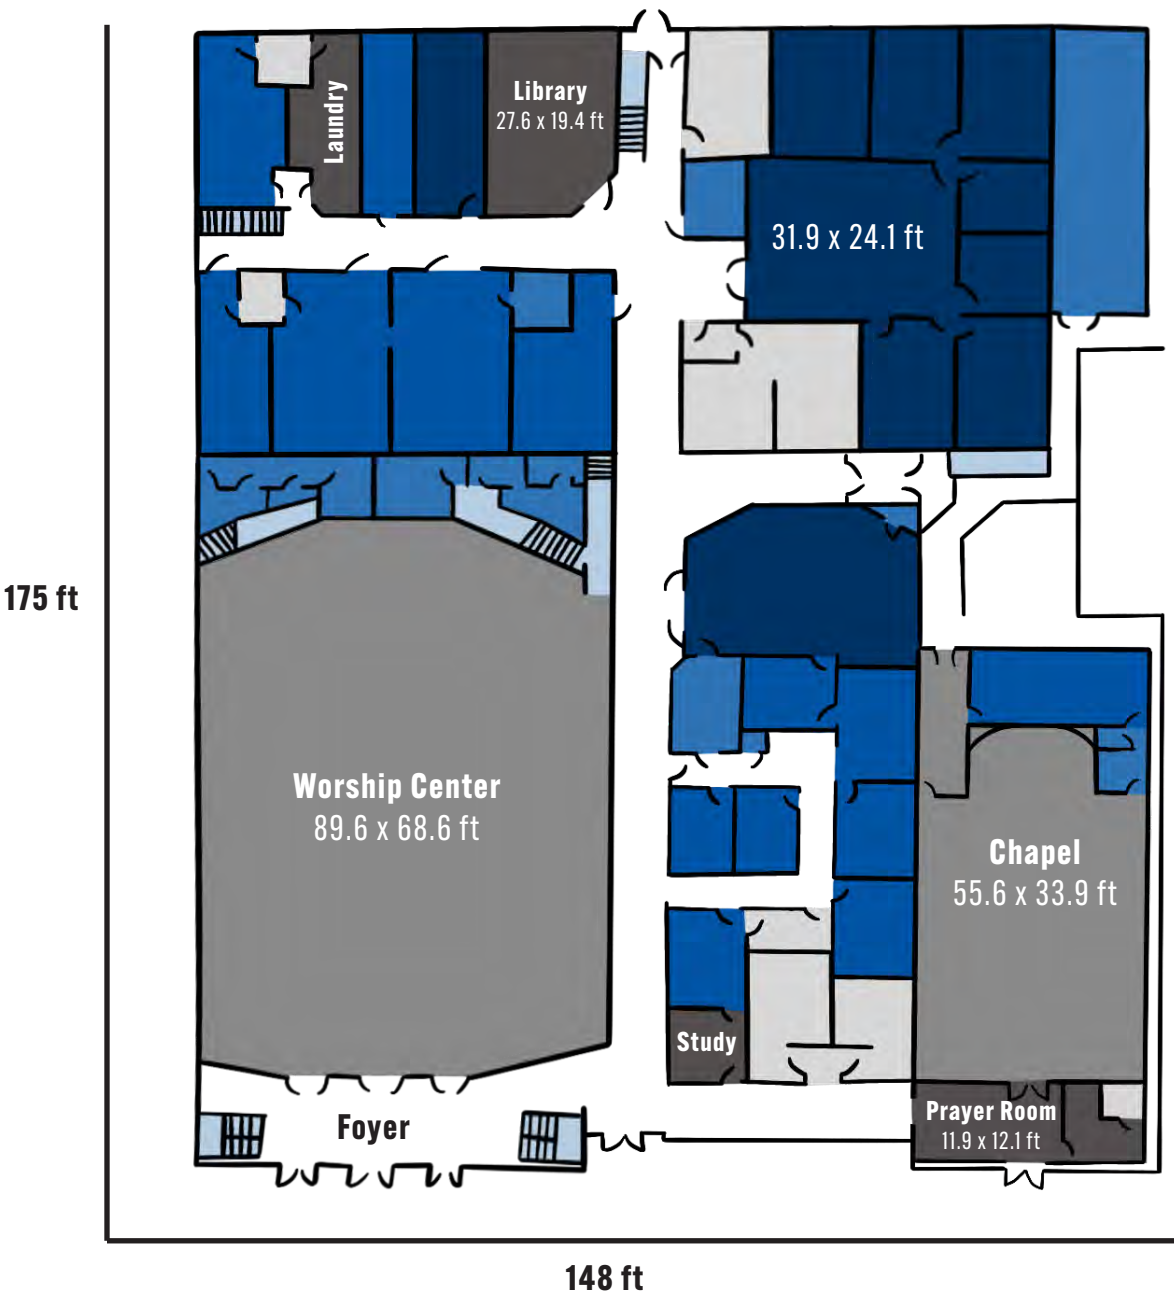 Laundry
Library
27.6 x 19.4 ft
31.9 x 24.1 ft
175 ft
Worship Center
89.6 x 68.6 ft
Chapel
55.6 x 33.9 ft
Study
Foyer
Prayer Room
11.9 x 12.1 ft
148 ft